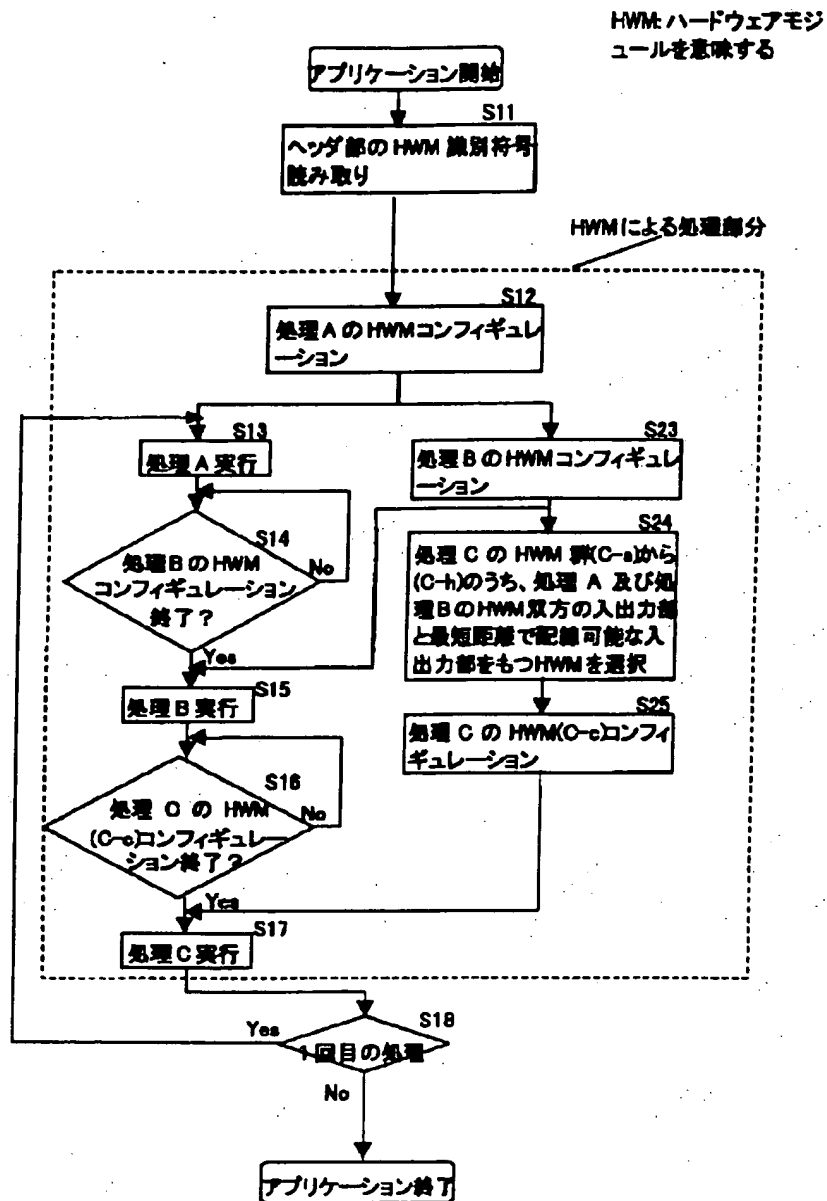 HWM:ハードウェアモジ
ュールを意味する
アプリケーション開始
S11
ヘッダ部のHWM 識別符号
読み取り
HWMによる処理部分
S12
処理AのHWMコンフィギュレ
ーション
S13
処理A実行
S23
処理BのHWMコンフィギュレ
ーション
S14
処理BのHWM
コンフィギュレーション
終了?
No
Yes
S24
処理CのHWM群(C-a)から
(C-h)のうち、処理A 及び処
理BのHWM双方の入出力部
と最短距離で配線可能な入
出力部をもつHWMを選択
S15
処理B実行
S25
処理CのHWM(C-c)コンフィ
ギュレーション
S16
処理CのHWM
(C-c)コンフィギュレー
ション終了?
No
Yes
S17
処理C実行
S18
1回目の処理
Yes
No
アプリケーション終了